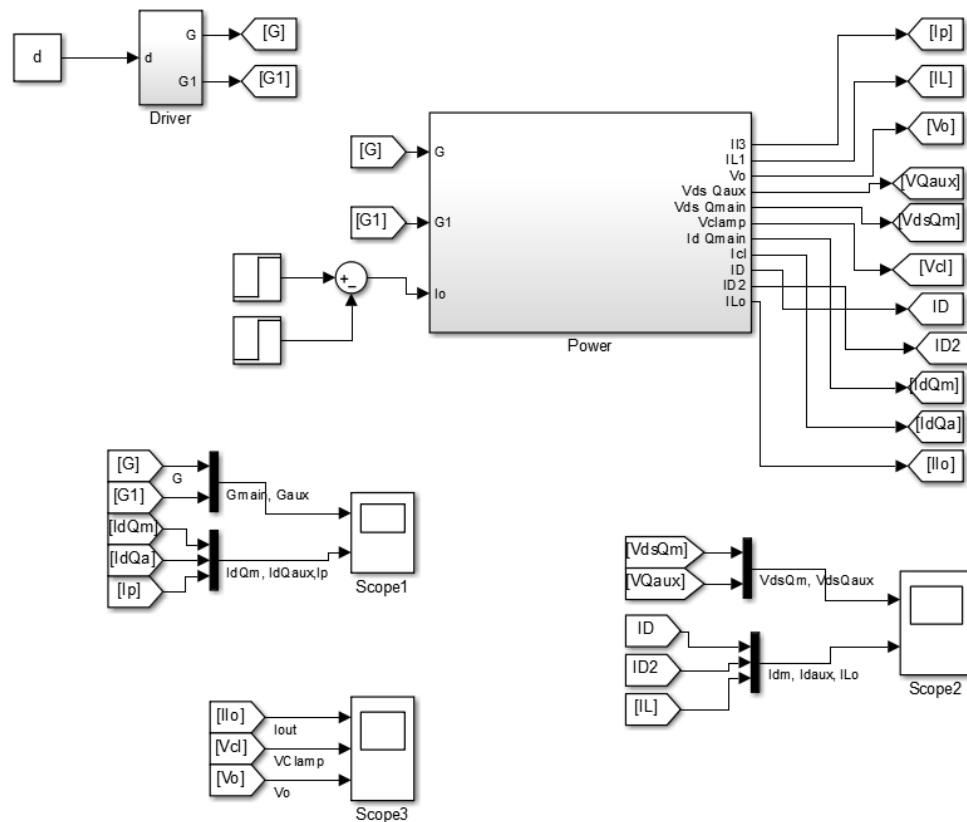 d
d
G
G1
Driver
[G]
[G1]
[G]
[G1]
G
G1
Io
Il3
IL1
Vo
Vds Qaux
Vds Qmain
Vclamp
Id Qmain
Icl
ID
ID2
ILo
Power
[Ip]
[IL]
[Vo]
[VQaux]
[VdsQm]
[Vcl]
ID
ID2
[IdQm]
[IdQa]
[Ilo]
[G]
G
[G1]
Gmain, Gaux
[IdQm]
[IdQa]
IdQm, IdQaux,Ip
[Ip]
Scope1
[VdsQm]
[VQaux]
VdsQm, VdsQaux
ID
ID2
Idm, Idaux, ILo
[IL]
Scope2
[Ilo]
Iout
[Vcl]
VClamp
[Vo]
Vo
Scope3